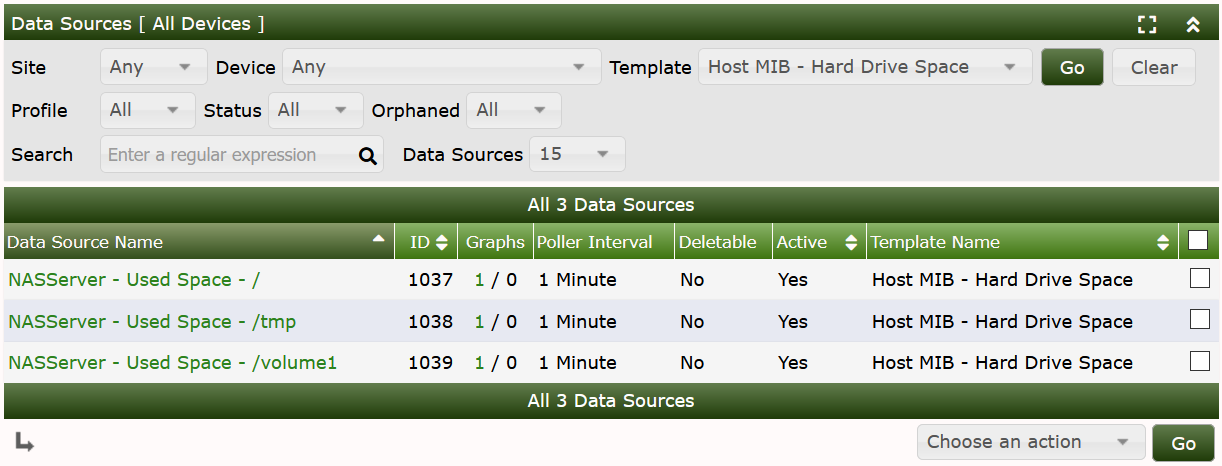 Data Sources [ All Devices ]
Site Any Device Any Template Host MIB - Hard Drive Space Go Clear
Profile All Status All Orphaned All
Search Enter a regular expression Data Sources 15
All 3 Data Sources
Data Source Name ID Graphs Poller Interval Deletable Active Template Name
NASServer - Used Space - / 1037 1 / 0 1 Minute No Yes Host MIB - Hard Drive Space
NASServer - Used Space - /tmp 1038 1 / 0 1 Minute No Yes Host MIB - Hard Drive Space
NASServer - Used Space - /volume1 1039 1 / 0 1 Minute No Yes Host MIB - Hard Drive Space
All 3 Data Sources
Choose an action Go